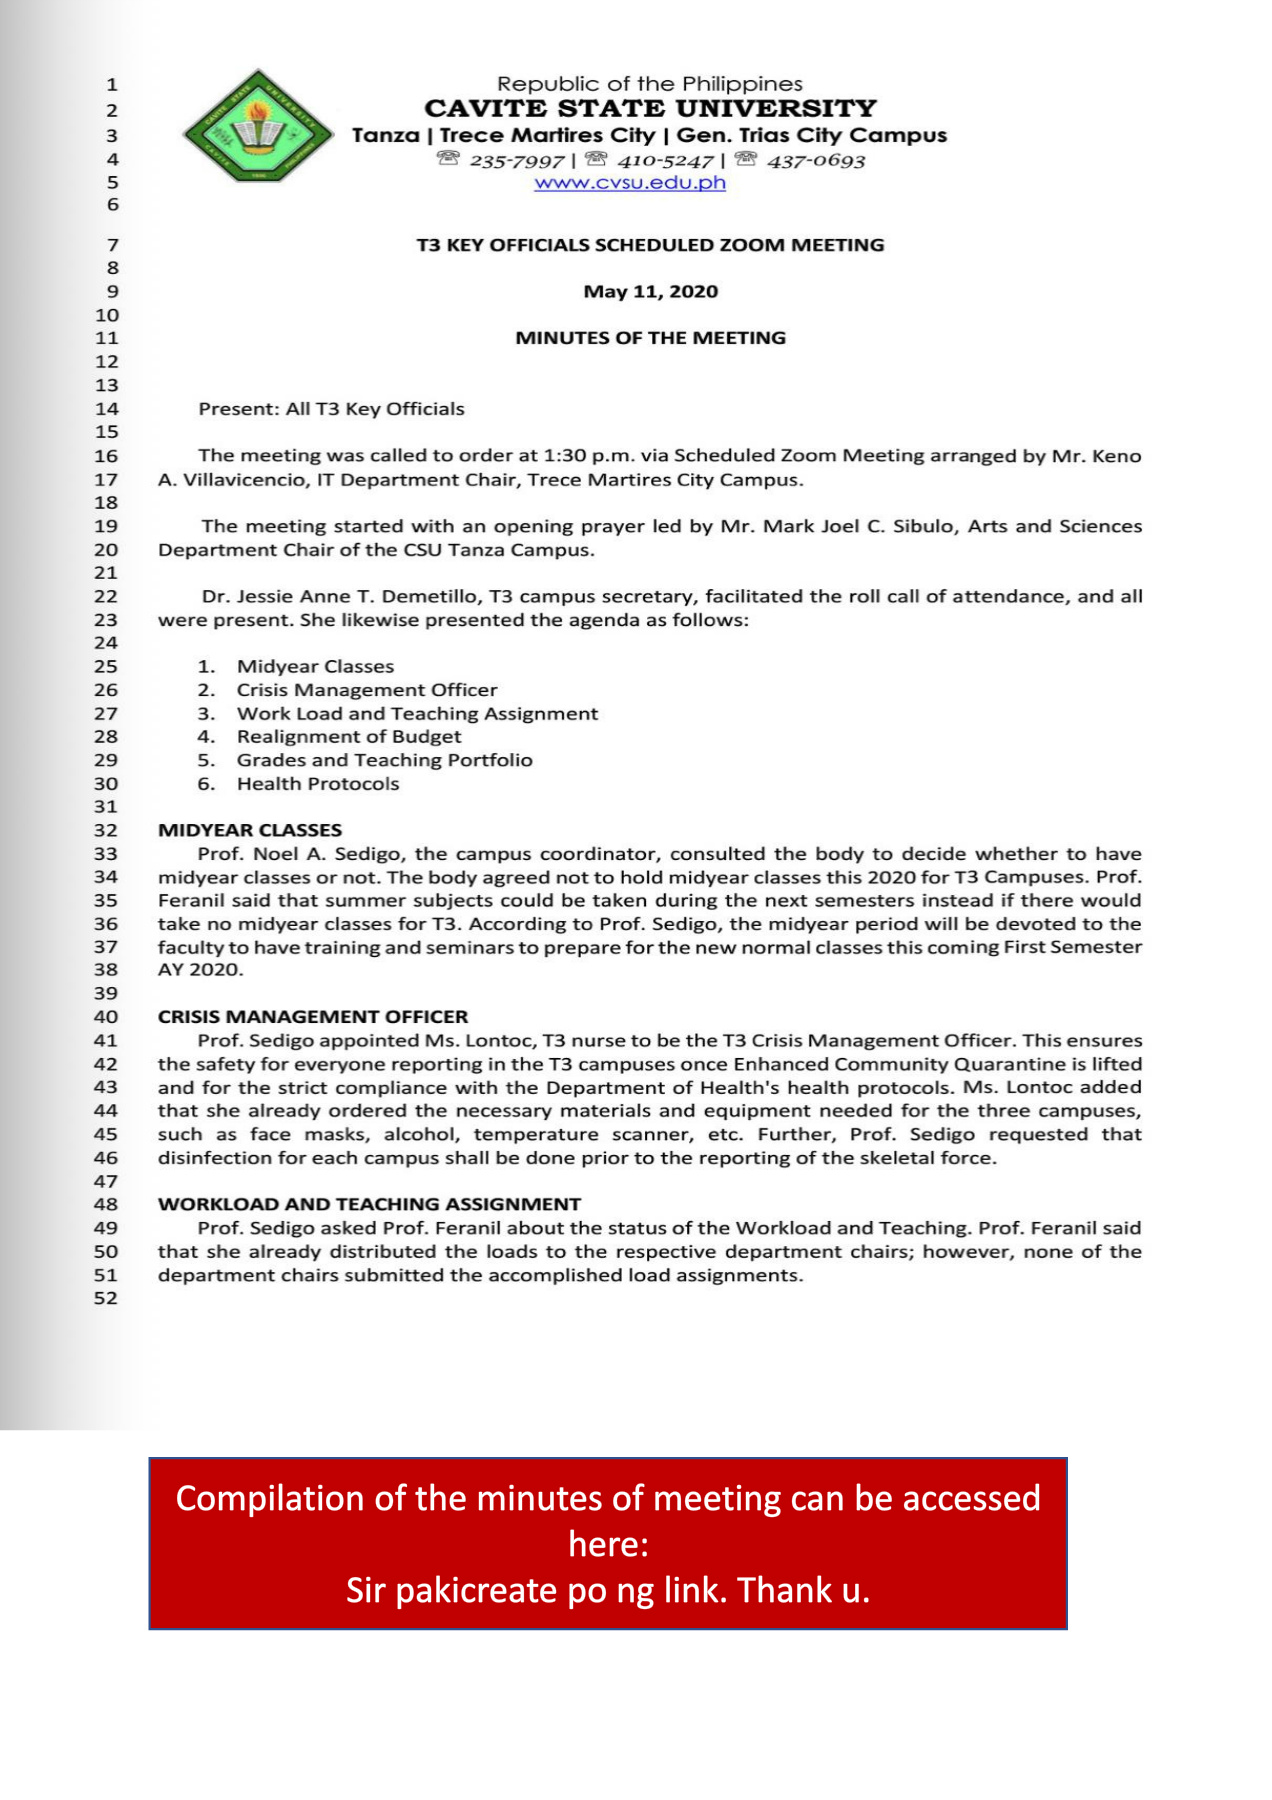 1 Republic of the Philippines
2 CAVITE STATE UNIVERSITY
3 Tanza | Trece Martires City | Gen. Trias City Campus
4 ☎ 235-7997 | ☎ 410-5247 | ☎ 437-0693
5 www.cvsu.edu.ph
6
CAVITE STATE UNIVERSITY
CAVITE PHILIPPINES
7 T3 KEY OFFICIALS SCHEDULED ZOOM MEETING
8
9 May 11, 2020
10
11 MINUTES OF THE MEETING
12
13
14 Present: All T3 Key Officials
15
16 The meeting was called to order at 1:30 p.m. via Scheduled Zoom Meeting arranged by Mr. Keno
17 A. Villavicencio, IT Department Chair, Trece Martires City Campus.
18
19 The meeting started with an opening prayer led by Mr. Mark Joel C. Sibulo, Arts and Sciences
20 Department Chair of the CSU Tanza Campus.
21
22 Dr. Jessie Anne T. Demetillo, T3 campus secretary, facilitated the roll call of attendance, and all
23 were present. She likewise presented the agenda as follows:
24
25 1. Midyear Classes
26 2. Crisis Management Officer
27 3. Work Load and Teaching Assignment
28 4. Realignment of Budget
29 5. Grades and Teaching Portfolio
30 6. Health Protocols
31
32 MIDYEAR CLASSES
33 Prof. Noel A. Sedigo, the campus coordinator, consulted the body to decide whether to have
34 midyear classes or not. The body agreed not to hold midyear classes this 2020 for T3 Campuses. Prof.
35 Feranil said that summer subjects could be taken during the next semesters instead if there would
36 take no midyear classes for T3. According to Prof. Sedigo, the midyear period will be devoted to the
37 faculty to have training and seminars to prepare for the new normal classes this coming First Semester
38 AY 2020.
39
40 CRISIS MANAGEMENT OFFICER
41 Prof. Sedigo appointed Ms. Lontoc, T3 nurse to be the T3 Crisis Management Officer. This ensures
42 the safety for everyone reporting in the T3 campuses once Enhanced Community Quarantine is lifted
43 and for the strict compliance with the Department of Health's health protocols. Ms. Lontoc added
44 that she already ordered the necessary materials and equipment needed for the three campuses,
45 such as face masks, alcohol, temperature scanner, etc. Further, Prof. Sedigo requested that
46 disinfection for each campus shall be done prior to the reporting of the skeletal force.
47
48 WORKLOAD AND TEACHING ASSIGNMENT
49 Prof. Sedigo asked Prof. Feranil about the status of the Workload and Teaching. Prof. Feranil said
50 that she already distributed the loads to the respective department chairs; however, none of the
51 department chairs submitted the accomplished load assignments.
52
Compilation of the minutes of meeting can be accessed
here:
Sir pakicreate po ng link. Thank u.